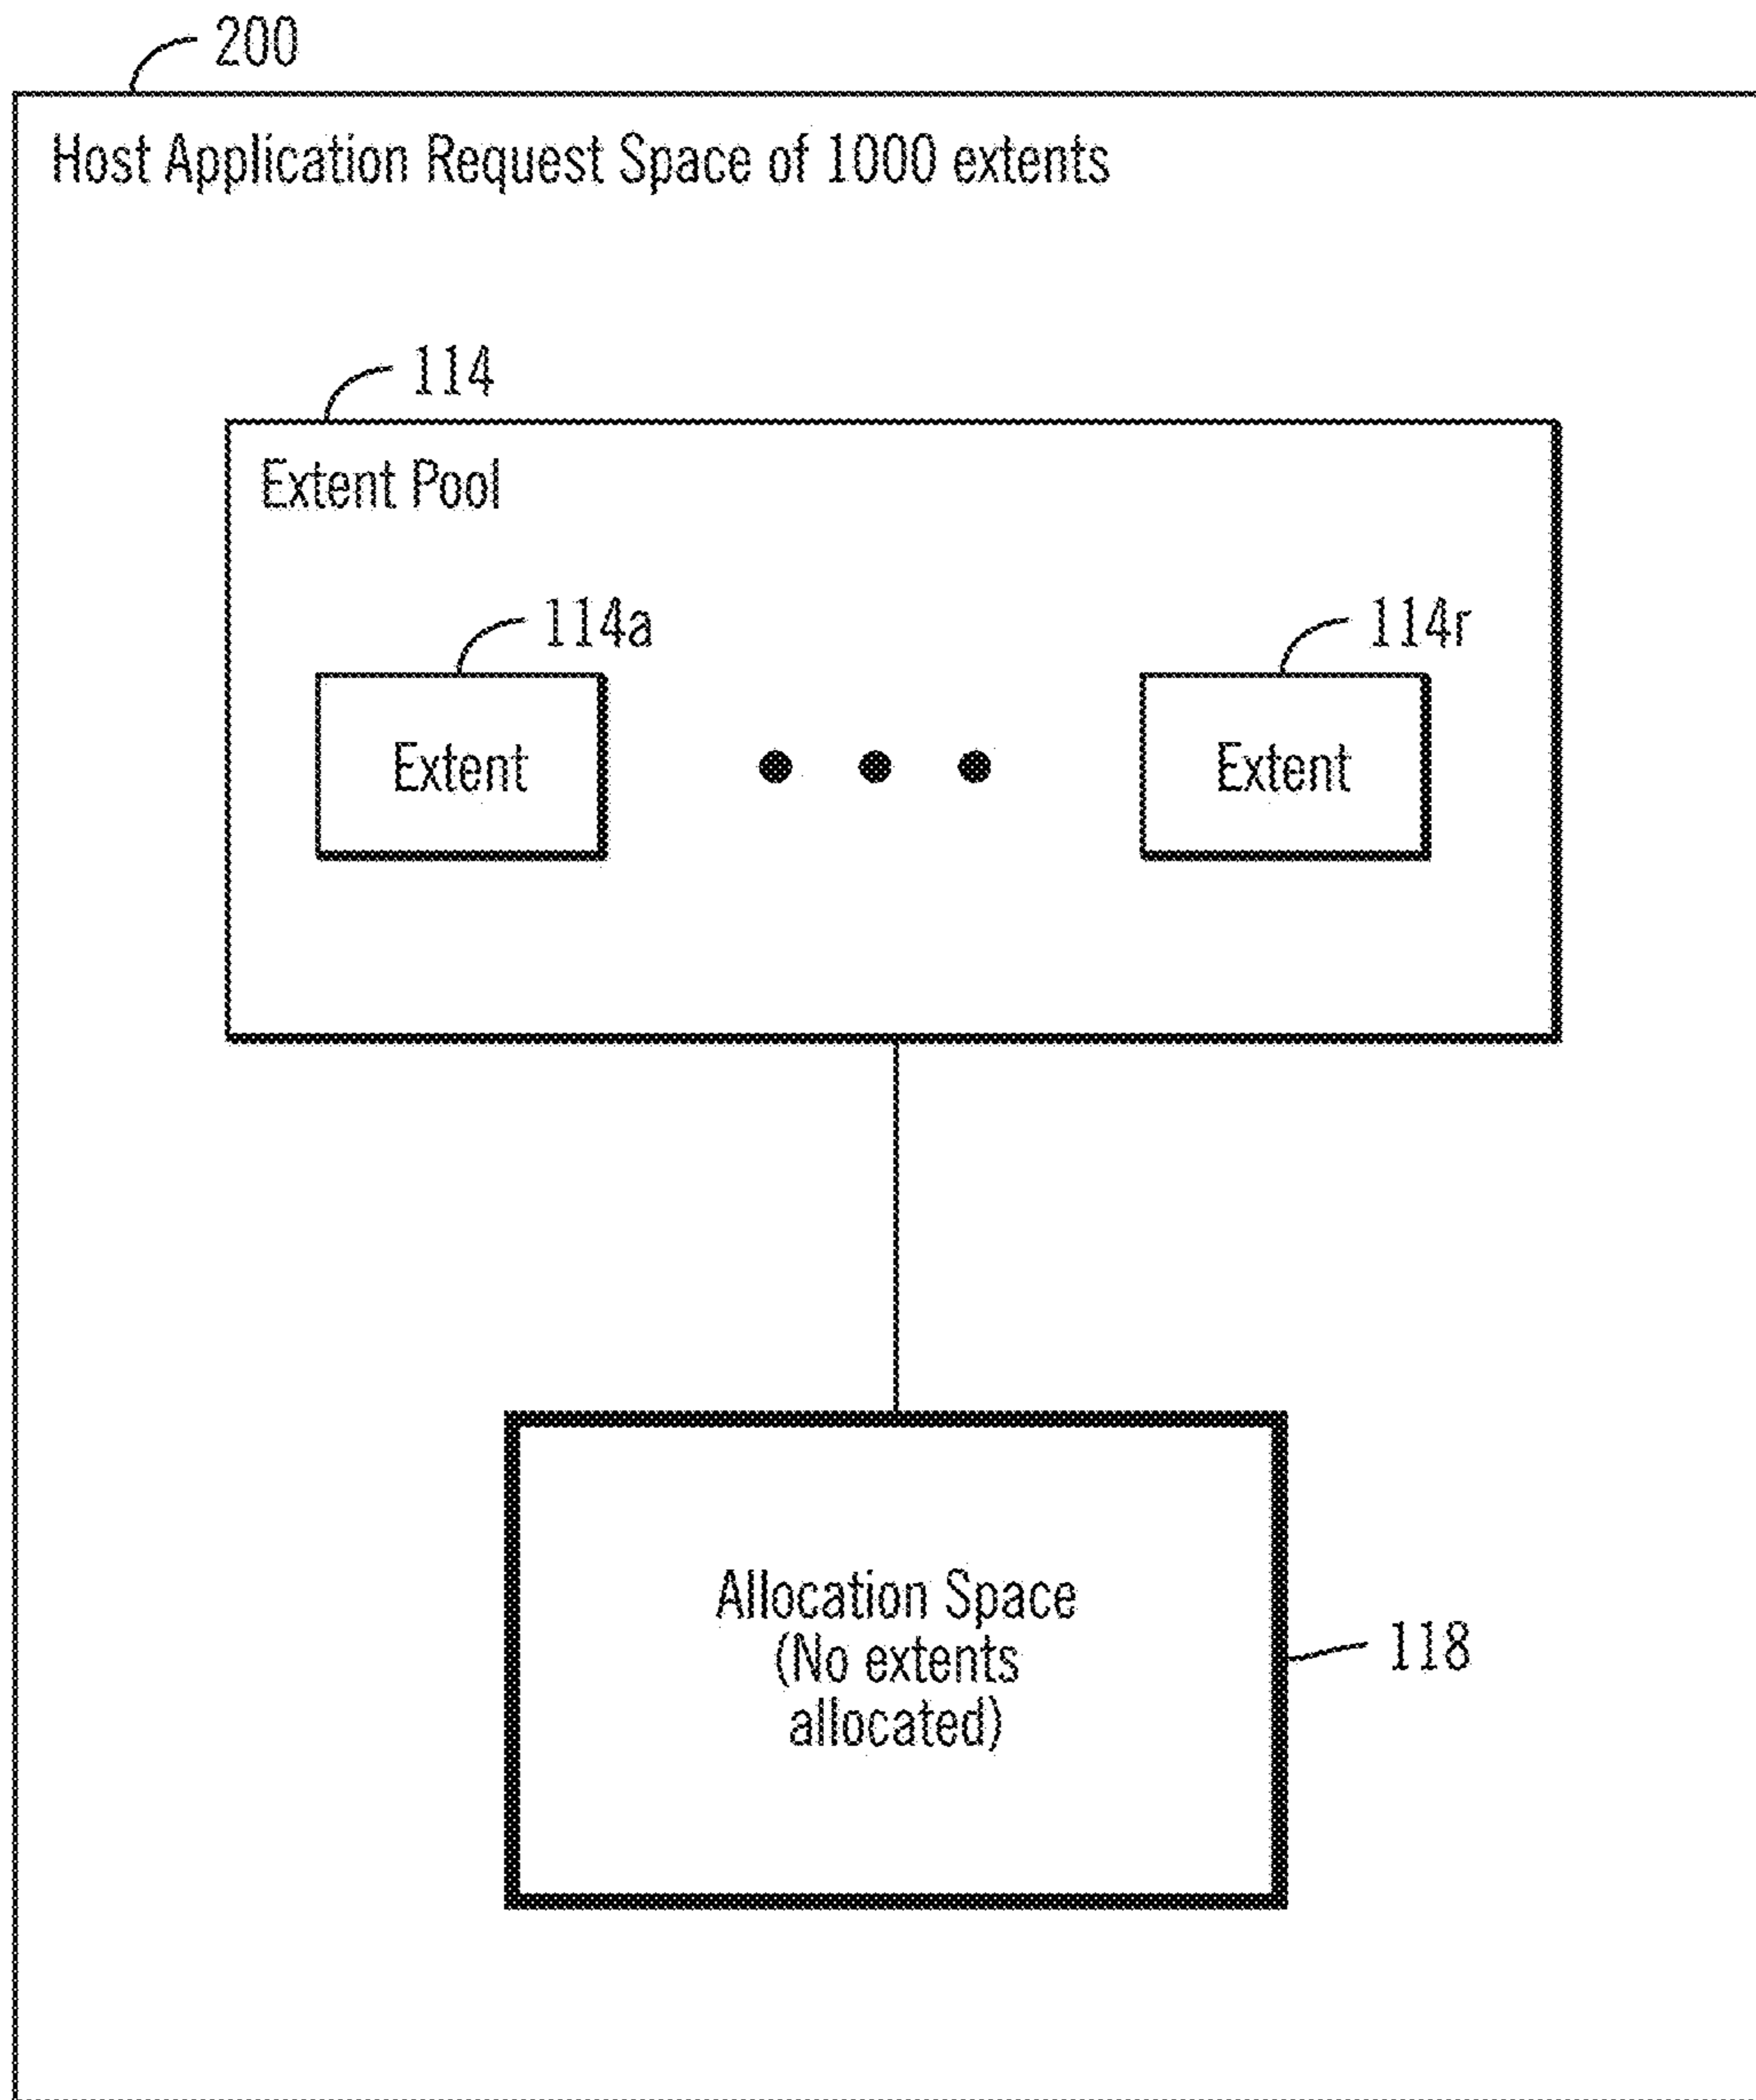 200
Host Application Request Space of 1000 extents
114
Extent Pool
114a
114r
Extent
Extent
Allocation Space
(No extents
allocated)
118